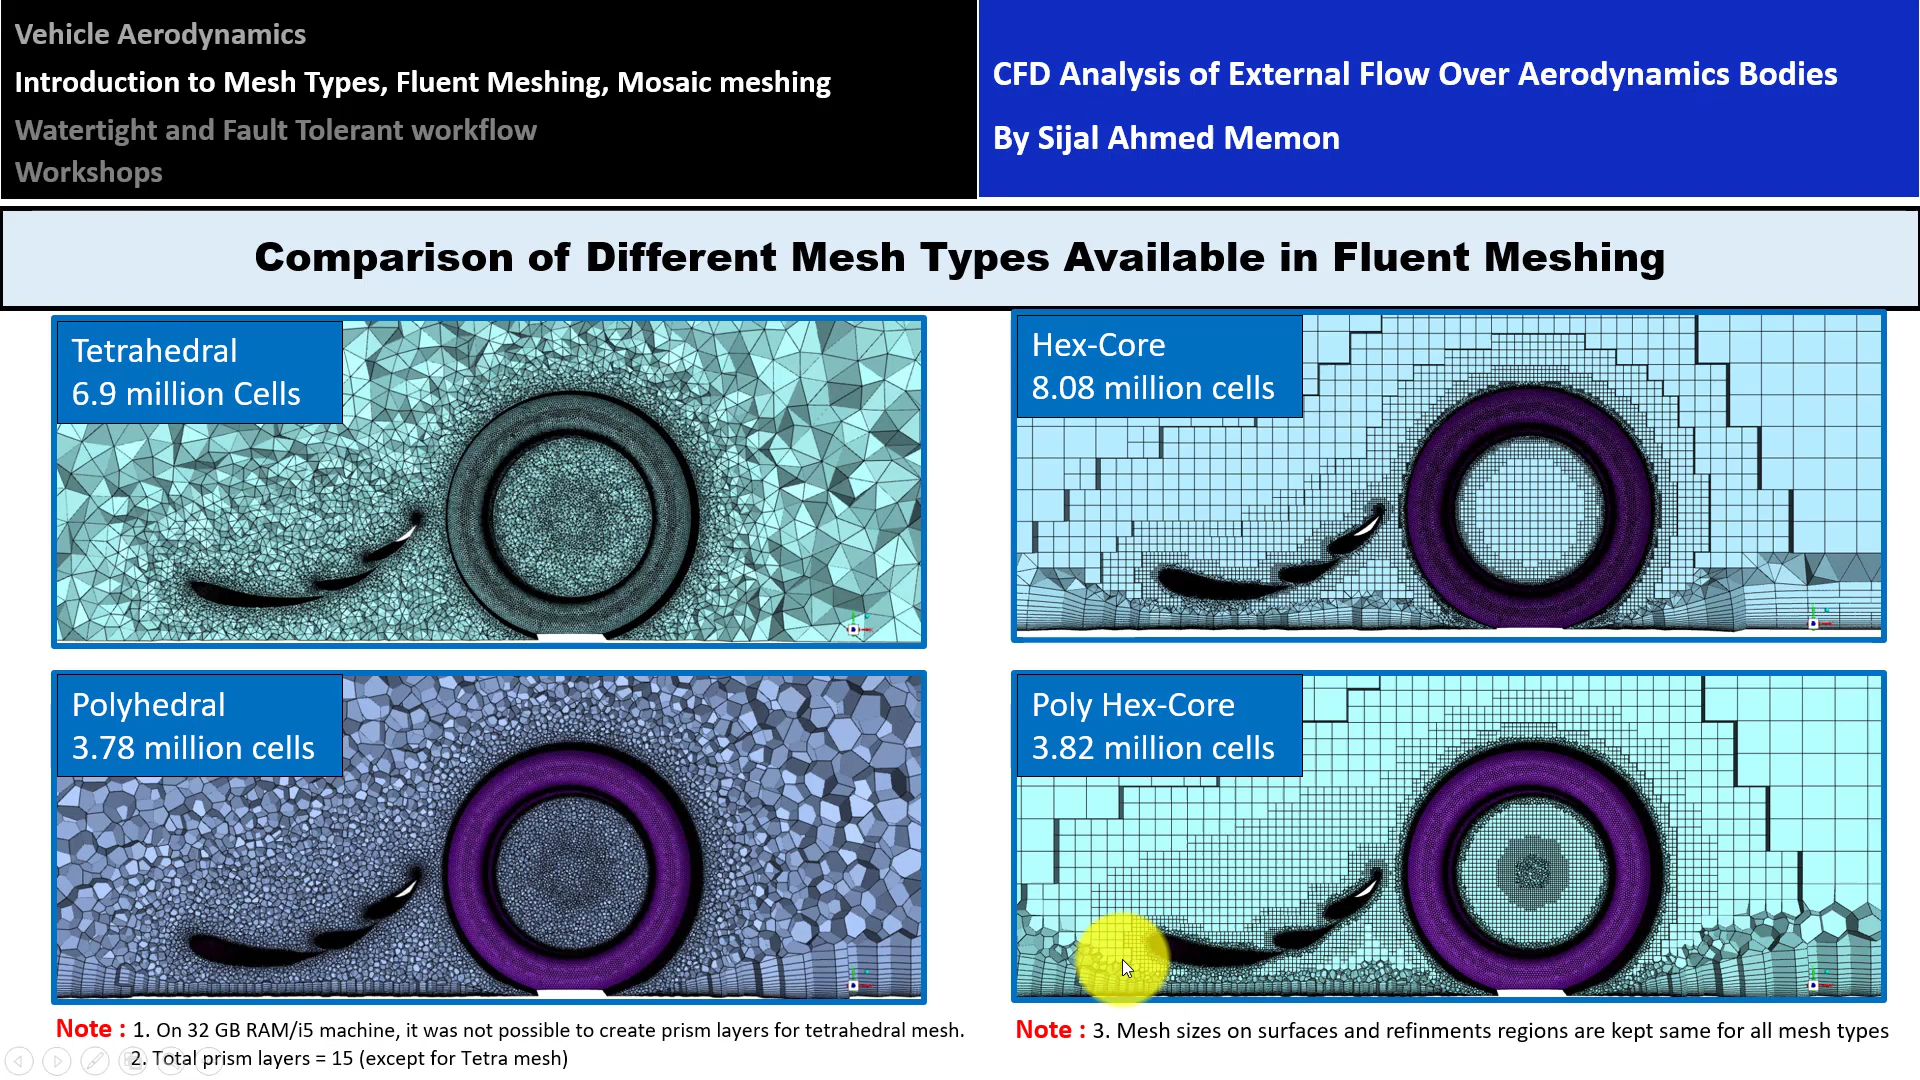 Vehicle Aerodynamics
Introduction to Mesh Types, Fluent Meshing, Mosaic meshing
Watertight and Fault Tolerant workflow
Workshops
CFD Analysis of External Flow Over Aerodynamics Bodies
By Sijal Ahmed Memon
Comparison of Different Mesh Types Available in Fluent Meshing
Tetrahedral
6.9 million Cells
Hex-Core
8.08 million cells
Polyhedral
3.78 million cells
Poly Hex-Core
3.82 million cells
Note : 1. On 32 GB RAM/i5 machine, it was not possible to create prism layers for tetrahedral mesh.
2. Total prism layers = 15 (except for Tetra mesh)
Note : 3. Mesh sizes on surfaces and refinments regions are kept same for all mesh types